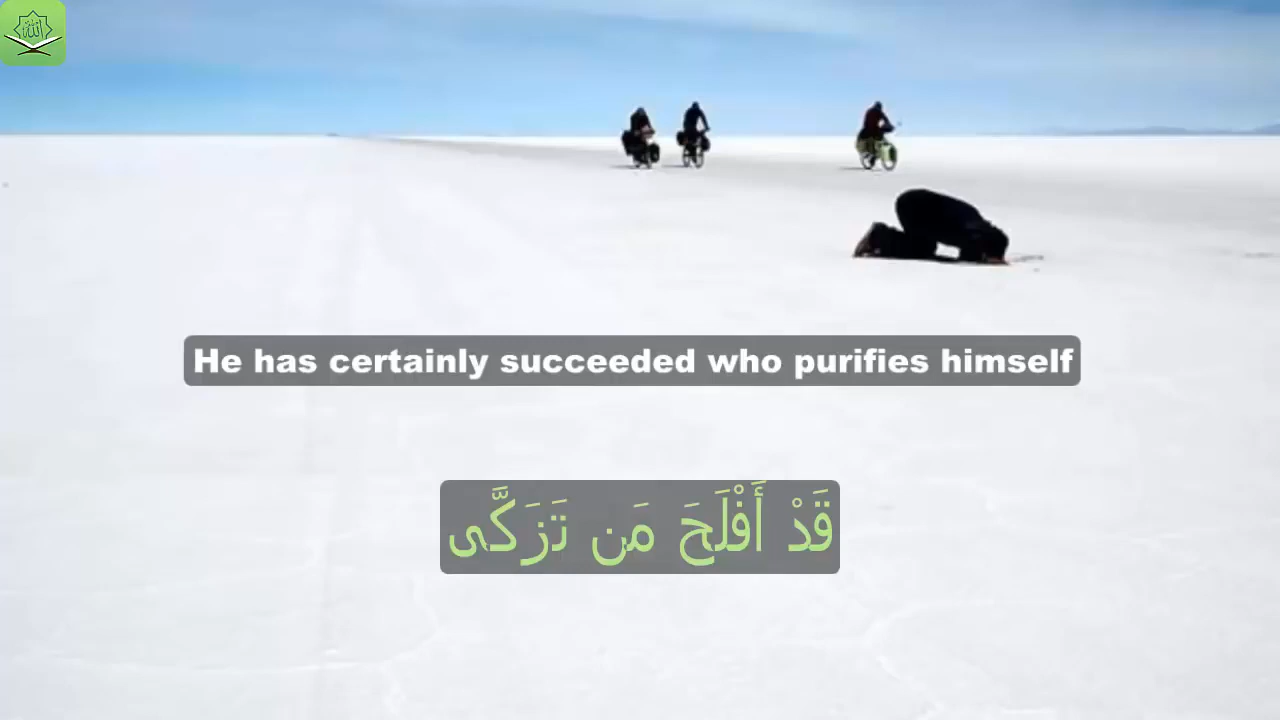 He has certainly succeeded who purifies himself
قَدْ أَفْلَحَ مَن تَزَكَّى